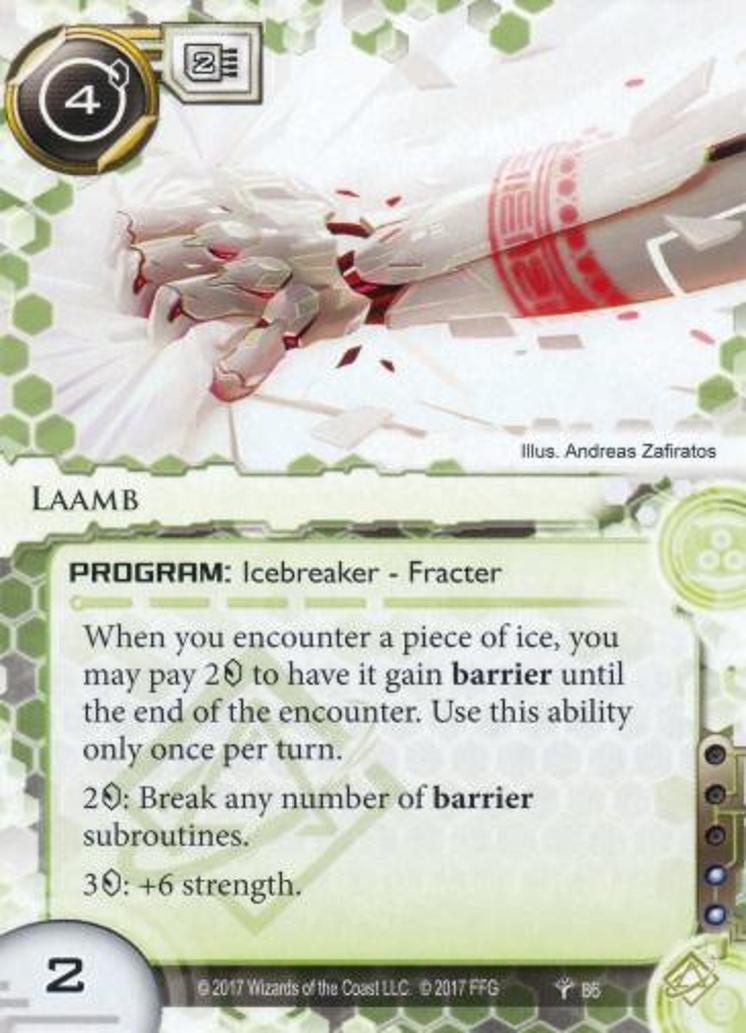 4
2
Illus. Andreas Zafiratos
LAAMB
PROGRAM: Icebreaker - Fracter
When you encounter a piece of ice, you
may pay 2 to have it gain barrier until
the end of the encounter. Use this ability
only once per turn.
2: Break any number of barrier
subroutines.
3: +6 strength.
2
© 2017 Wizards of the Coast LLC. © 2017 FFG
86